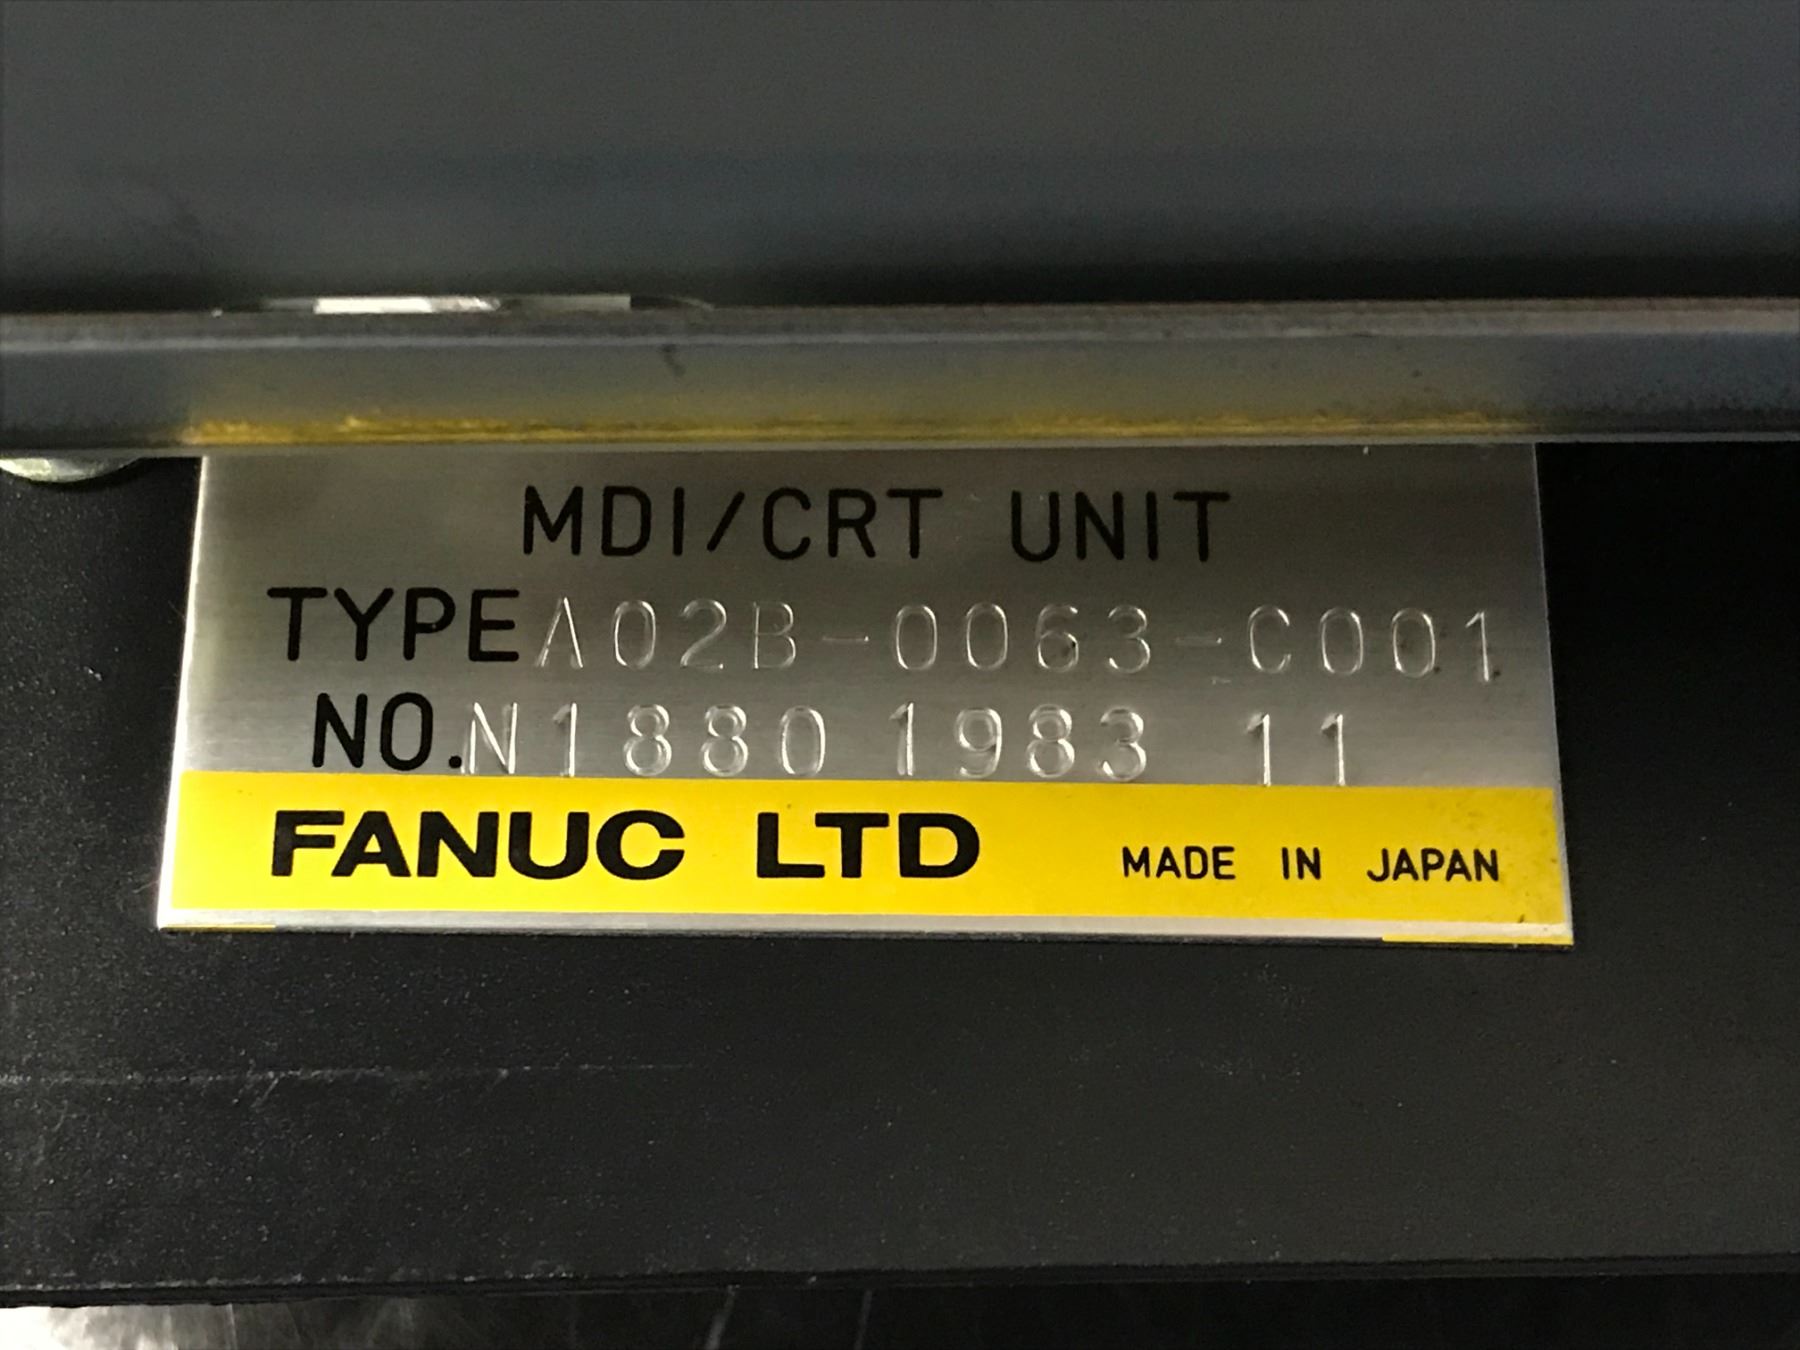 MDI/CRT UNIT
TYPE A02B-0063-C001
NO. N1880 1983 11
FANUC LTD MADE IN JAPAN